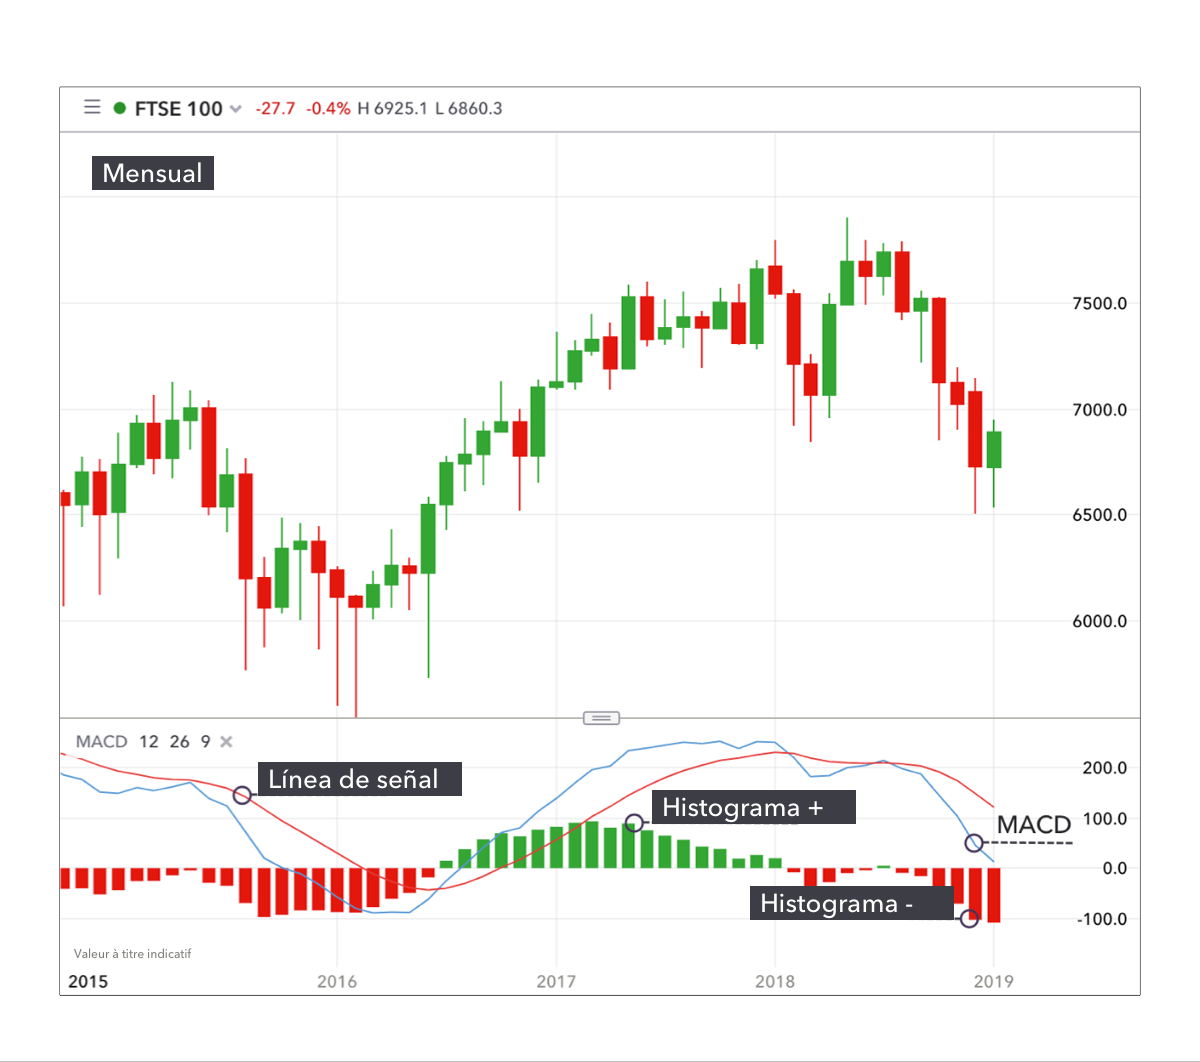 FTSE 100 -27.7 -0.4% H 6925.1 L 6860.3
Mensual
7500.0
7000.0
6500.0
6000.0
MACD 12 26 9
200.0
Línea de señal
Histograma +
100.0
MACD
0.0
Histograma -
-100.0
Valeur à titre indicatif
2015 2016 2017 2018 2019